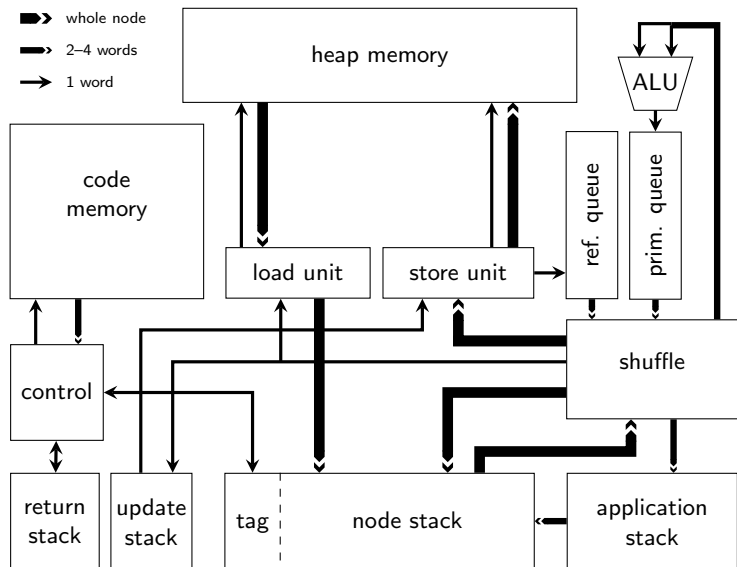 whole node
2–4 words
1 word
heap memory
ALU
code
memory
ref. queue
prim. queue
load unit
store unit
control
shuffle
return
stack
update
stack
tag
node stack
application
stack